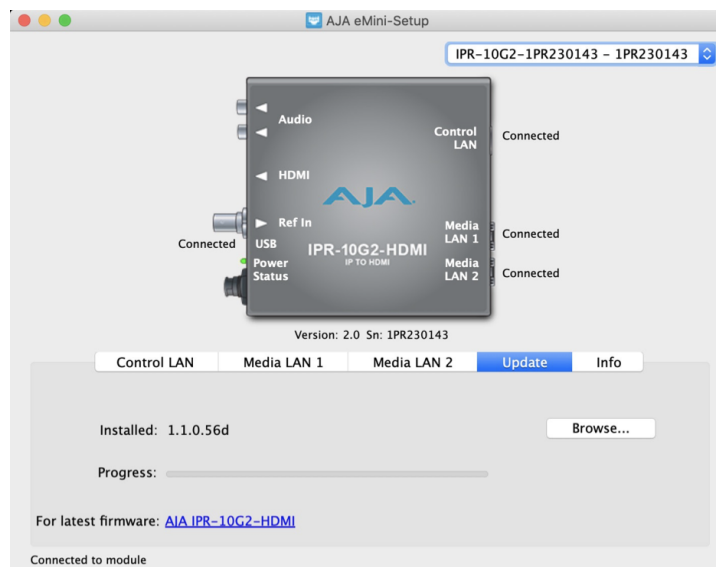 AJA eMini-Setup
IPR-10G2-1PR230143 - 1PR230143
Audio
Control LAN
Connected
HDMI
AJA
Ref In
Connected
USB
Media LAN 1
Connected
IPR-10G2-HDMI
IP TO HDMI
Power
Status
Media LAN 2
Connected
Version: 2.0 Sn: 1PR230143
Control LAN Media LAN 1 Media LAN 2 Update Info
Installed: 1.1.0.56d Browse...
Progress:
For latest firmware: AJA IPR-10G2-HDMI
Connected to module